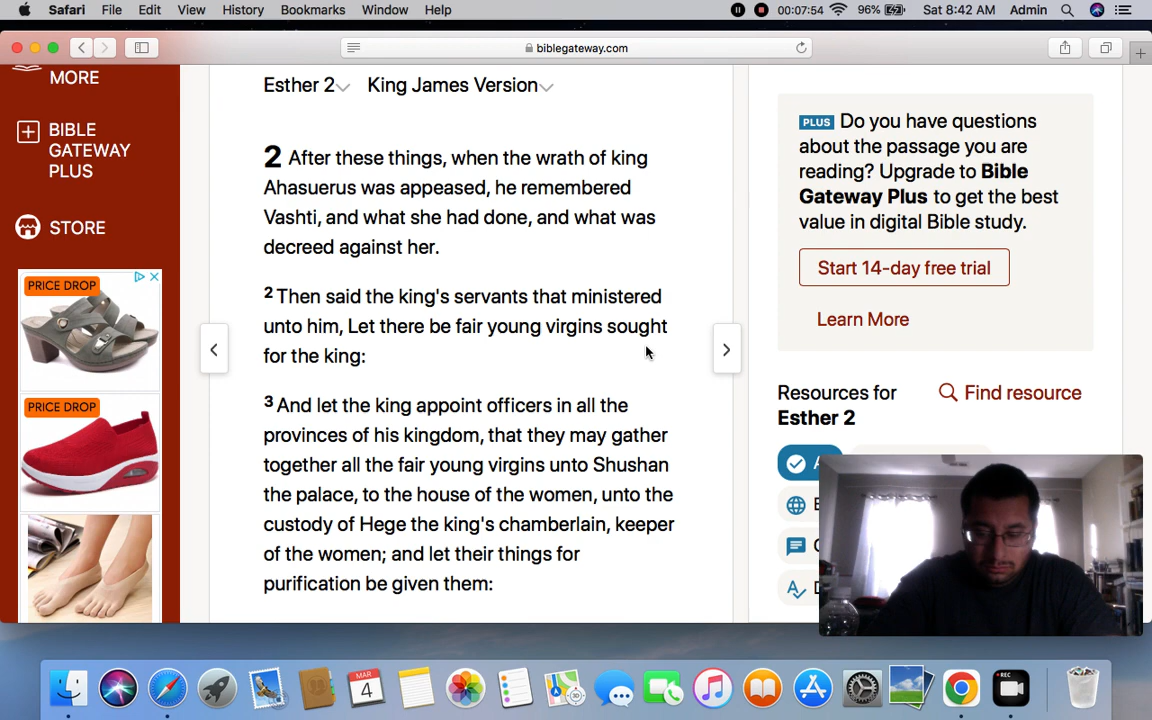 Safari File Edit View History Bookmarks Window Help 00:07:54 96% Sat 8:42 AM Admin
biblegateway.com
MORE
BIBLE
GATEWAY
PLUS
STORE
PRICE DROP
PRICE DROP
Esther 2 King James Version
2 After these things, when the wrath of king
Ahasuerus was appeased, he remembered
Vashti, and what she had done, and what was
decreed against her.
2 Then said the king's servants that ministered
unto him, Let there be fair young virgins sought
for the king:
3 And let the king appoint officers in all the
provinces of his kingdom, that they may gather
together all the fair young virgins unto Shushan
the palace, to the house of the women, unto the
custody of Hege the king's chamberlain, keeper
of the women; and let their things for
purification be given them:
PLUS Do you have questions
about the passage you are
reading? Upgrade to Bible
Gateway Plus to get the best
value in digital Bible study.
Start 14-day free trial
Learn More
Resources for
Esther 2
Find resource
MAR
4
REC